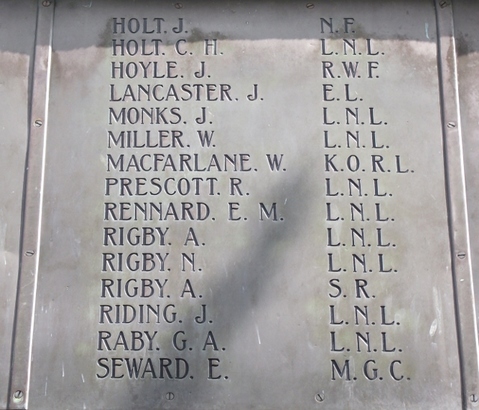 HOLT. J. N. F.
HOLT. C. H. L. N. L.
HOYLE. J. R. W. F.
LANCASTER. J. E. L.
MONKS. J. L. N. L.
MILLER. W. L. N. L.
MACFARLANE. W. K. O. R. L.
PRESCOTT. R. L. N. L.
RENNARD. E. M. L. N. L.
RIGBY. A. L. N. L.
RIGBY. N. L. N. L.
RIGBY. A. S. R.
RIDING. J. L. N. L.
RABY. G. A. L. N. L.
SEWARD. E. M. G. C.